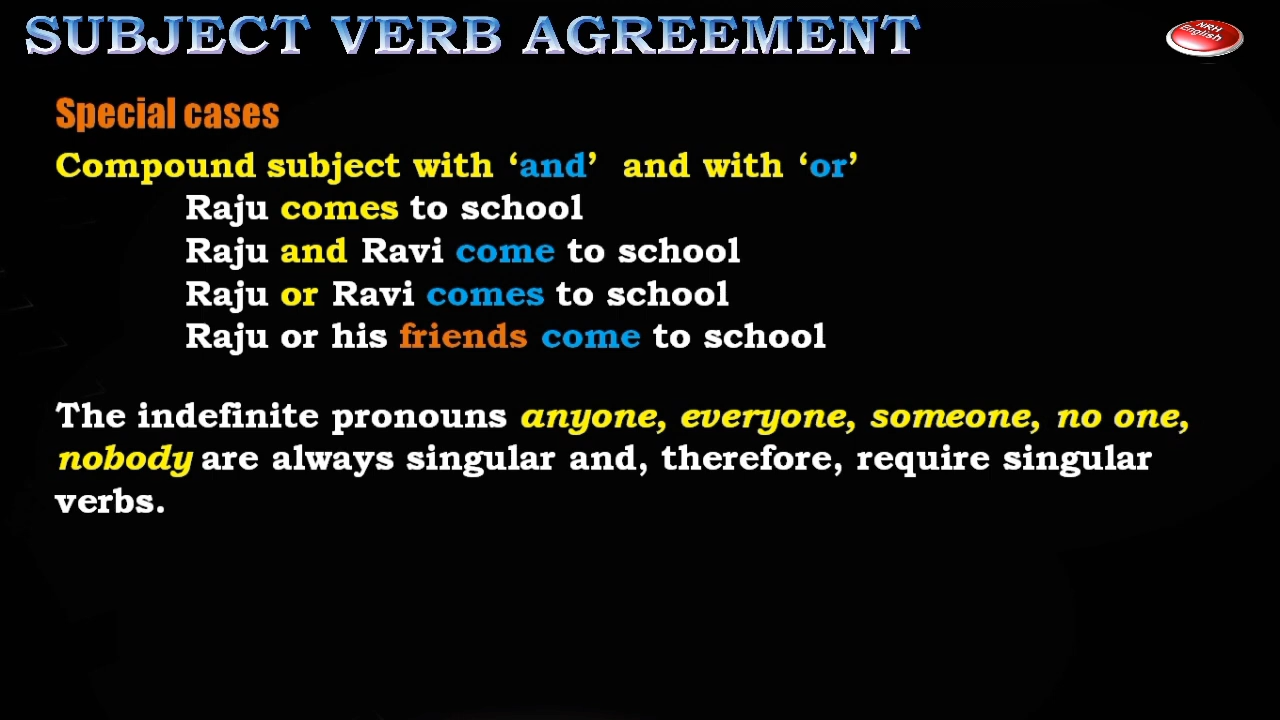 SUBJECT VERB AGREEMENT
NRH
English
Special cases
Compound subject with ‘and’ and with ‘or’
Raju comes to school
Raju and Ravi come to school
Raju or Ravi comes to school
Raju or his friends come to school
The indefinite pronouns anyone, everyone, someone, no one,
nobody are always singular and, therefore, require singular
verbs.